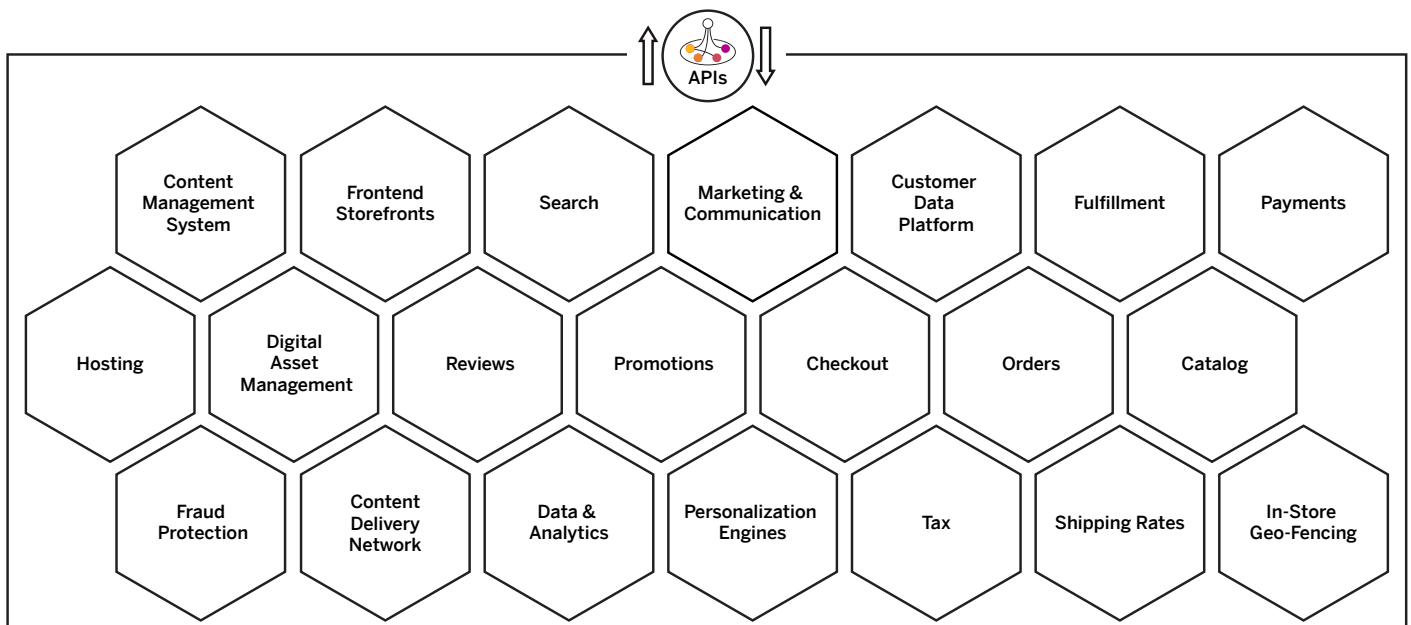 APIs
Content
Management
System
Frontend
Storefronts
Search
Marketing &
Communication
Customer
Data
Platform
Fulfillment
Payments
Hosting
Digital
Asset
Management
Reviews
Promotions
Checkout
Orders
Catalog
Fraud
Protection
Content
Delivery
Network
Data &
Analytics
Personalization
Engines
Tax
Shipping Rates
In-Store
Geo-Fencing